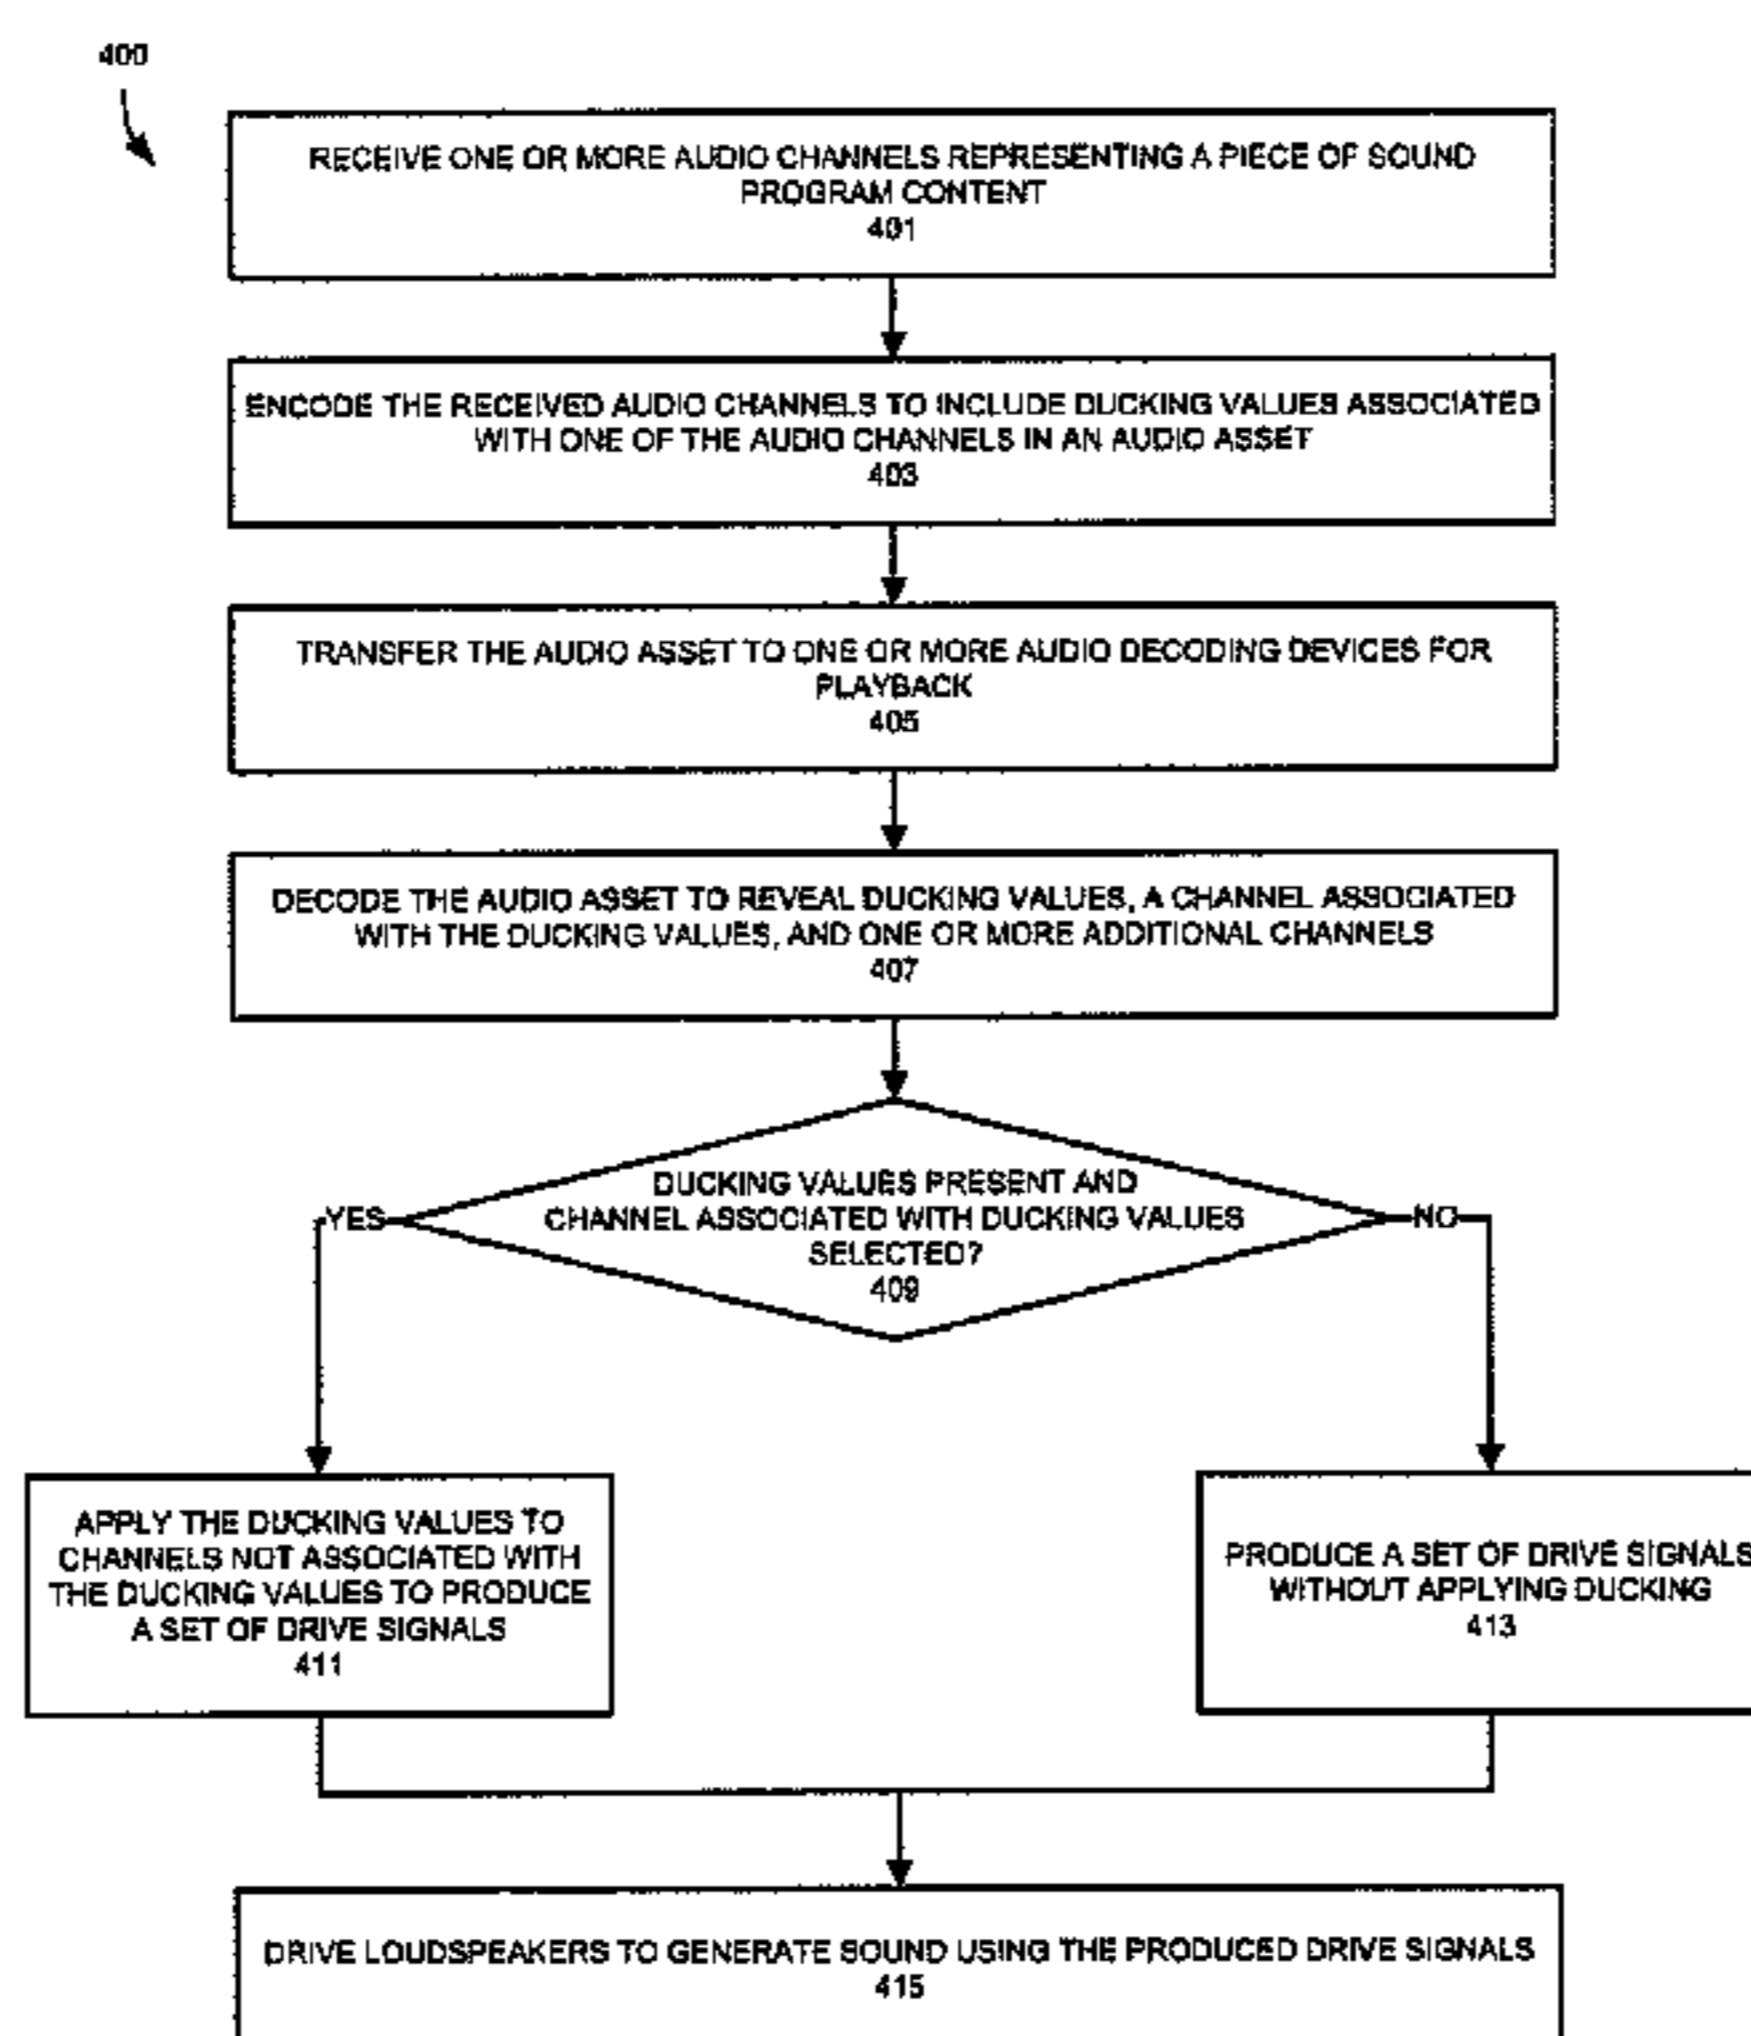 400
RECEIVE ONE OR MORE AUDIO CHANNELS REPRESENTING A PIECE OF SOUND
PROGRAM CONTENT
401
ENCODE THE RECEIVED AUDIO CHANNELS TO INCLUDE DUCKING VALUES ASSOCIATED
WITH ONE OF THE AUDIO CHANNELS IN AN AUDIO ASSET
403
TRANSFER THE AUDIO ASSET TO ONE OR MORE AUDIO DECODING DEVICES FOR
PLAYBACK
405
DECODE THE AUDIO ASSET TO REVEAL DUCKING VALUES, A CHANNEL ASSOCIATED
WITH THE DUCKING VALUES, AND ONE OR MORE ADDITIONAL CHANNELS
407
DUCKING VALUES PRESENT AND
CHANNEL ASSOCIATED WITH DUCKING VALUES
SELECTED?
409
YES
NO
APPLY THE DUCKING VALUES TO
CHANNELS NOT ASSOCIATED WITH
THE DUCKING VALUES TO PRODUCE
A SET OF DRIVE SIGNALS
411
PRODUCE A SET OF DRIVE SIGNALS
WITHOUT APPLYING DUCKING
413
DRIVE LOUDSPEAKERS TO GENERATE SOUND USING THE PRODUCED DRIVE SIGNALS
415